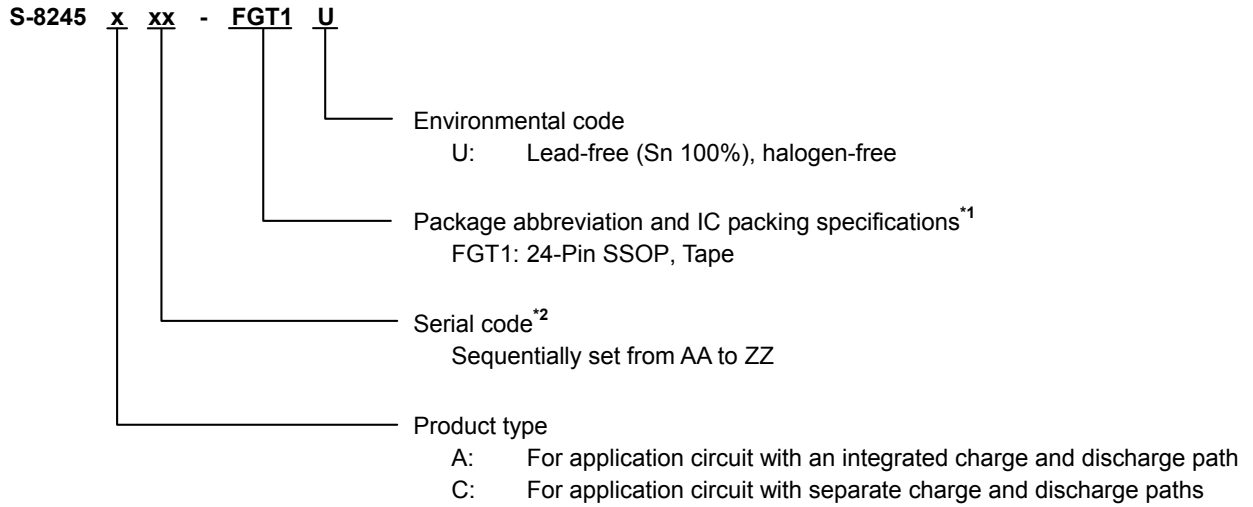 S-8245 x xx - FGT1 U
Environmental code
U: Lead-free (Sn 100%), halogen-free
Package abbreviation and IC packing specifications*1
FGT1: 24-Pin SSOP, Tape
Serial code*2
Sequentially set from AA to ZZ
Product type
A: For application circuit with an integrated charge and discharge path
C: For application circuit with separate charge and discharge paths